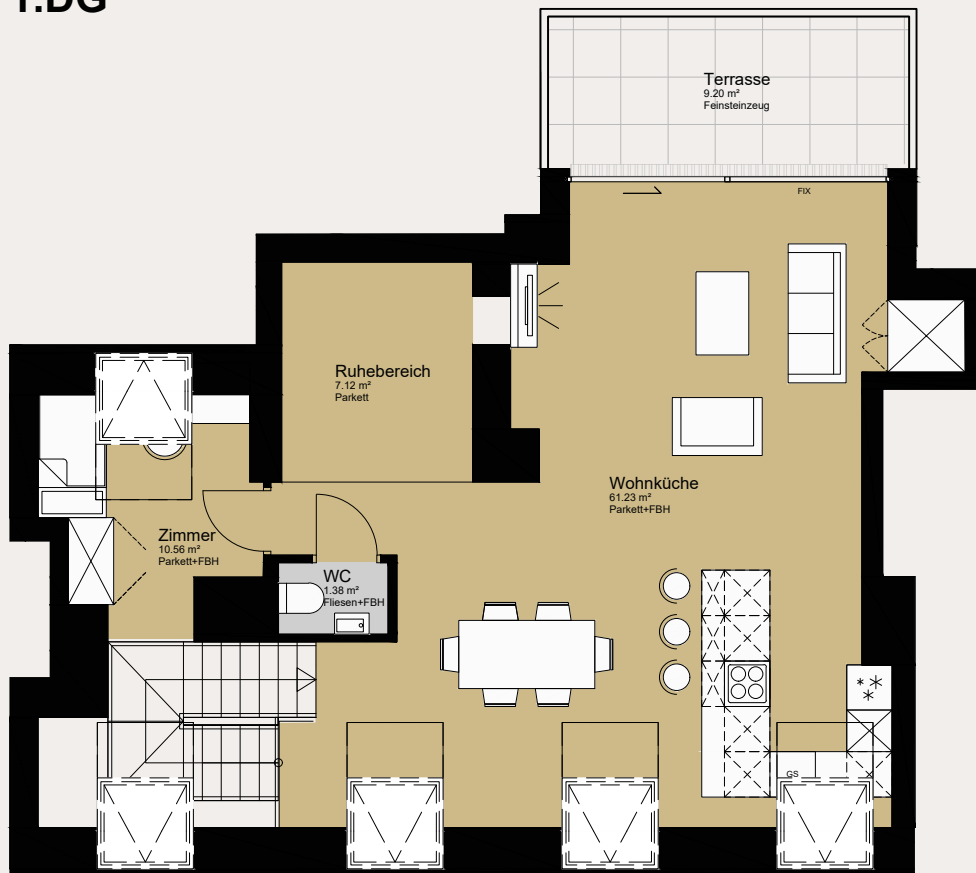 1.DG
Terrasse
9.20 m²
Feinsteinzeug
FIX
Ruhebereich
7.12 m²
Parkett
Wohnküche
61.23 m²
Parkett+FBH
Zimmer
10.56 m²
Parkett+FBH
WC
1.38 m²
Fliesen+FBH
GS